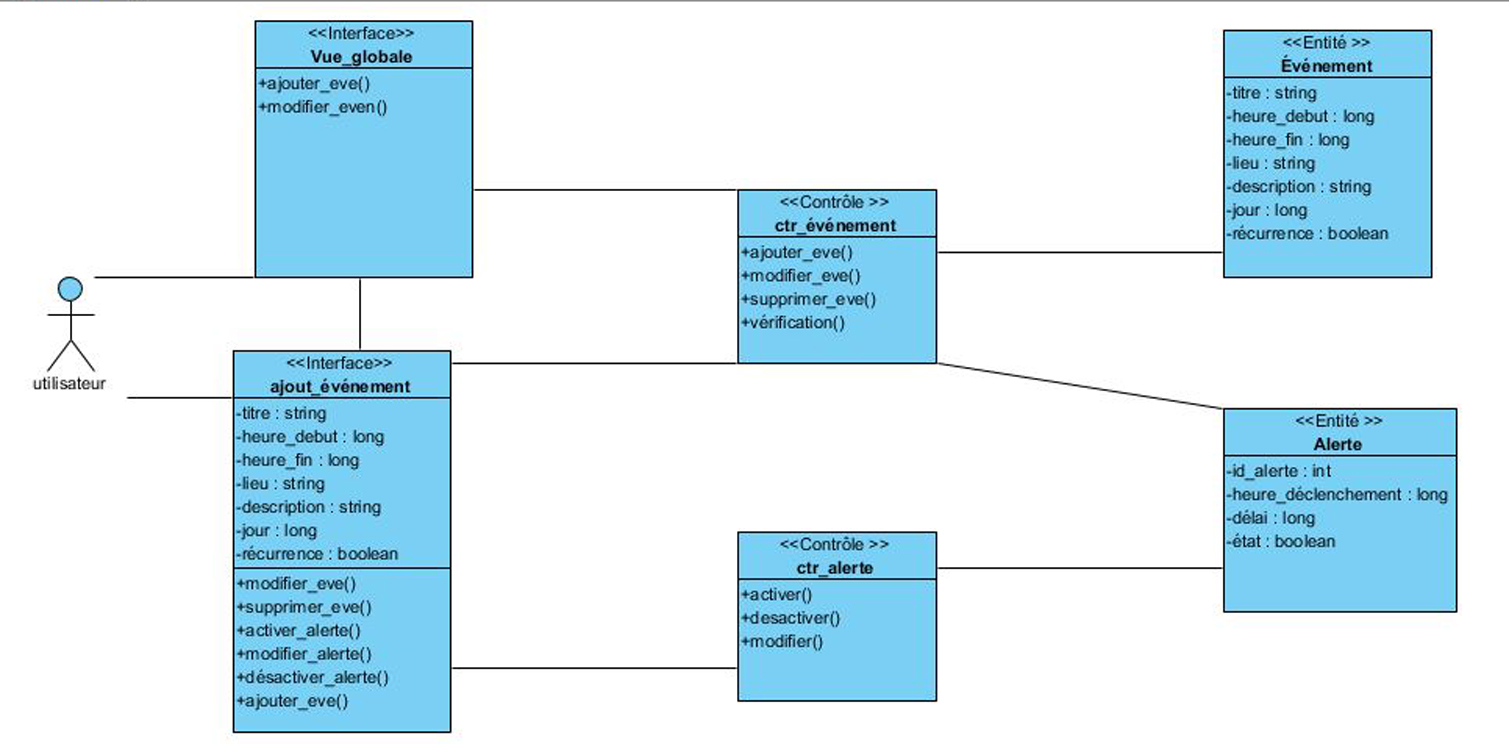 <<Interface>>
Vue_globale
+ajouter_eve()
+modifier_even()
utilisateur
<<Interface>>
ajout_événement
-titre : string
-heure_debut : long
-heure_fin : long
-lieu : string
-description : string
-jour : long
-récurrence : boolean
+modifier_eve()
+supprimer_eve()
+activer_alerte()
+modifier_alerte()
+désactiver_alerte()
+ajouter_eve()
<<Contrôle >>
ctr_événement
+ajouter_eve()
+modifier_eve()
+supprimer_eve()
+vérification()
<<Contrôle >>
ctr_alerte
+activer()
+desactiver()
+modifier()
<<Entité >>
Événement
-titre : string
-heure_debut : long
-heure_fin : long
-lieu : string
-description : string
-jour : long
-récurrence : boolean
<<Entité >>
Alerte
-id_alerte : int
-heure_déclenchement : long
-délai : long
-état : boolean